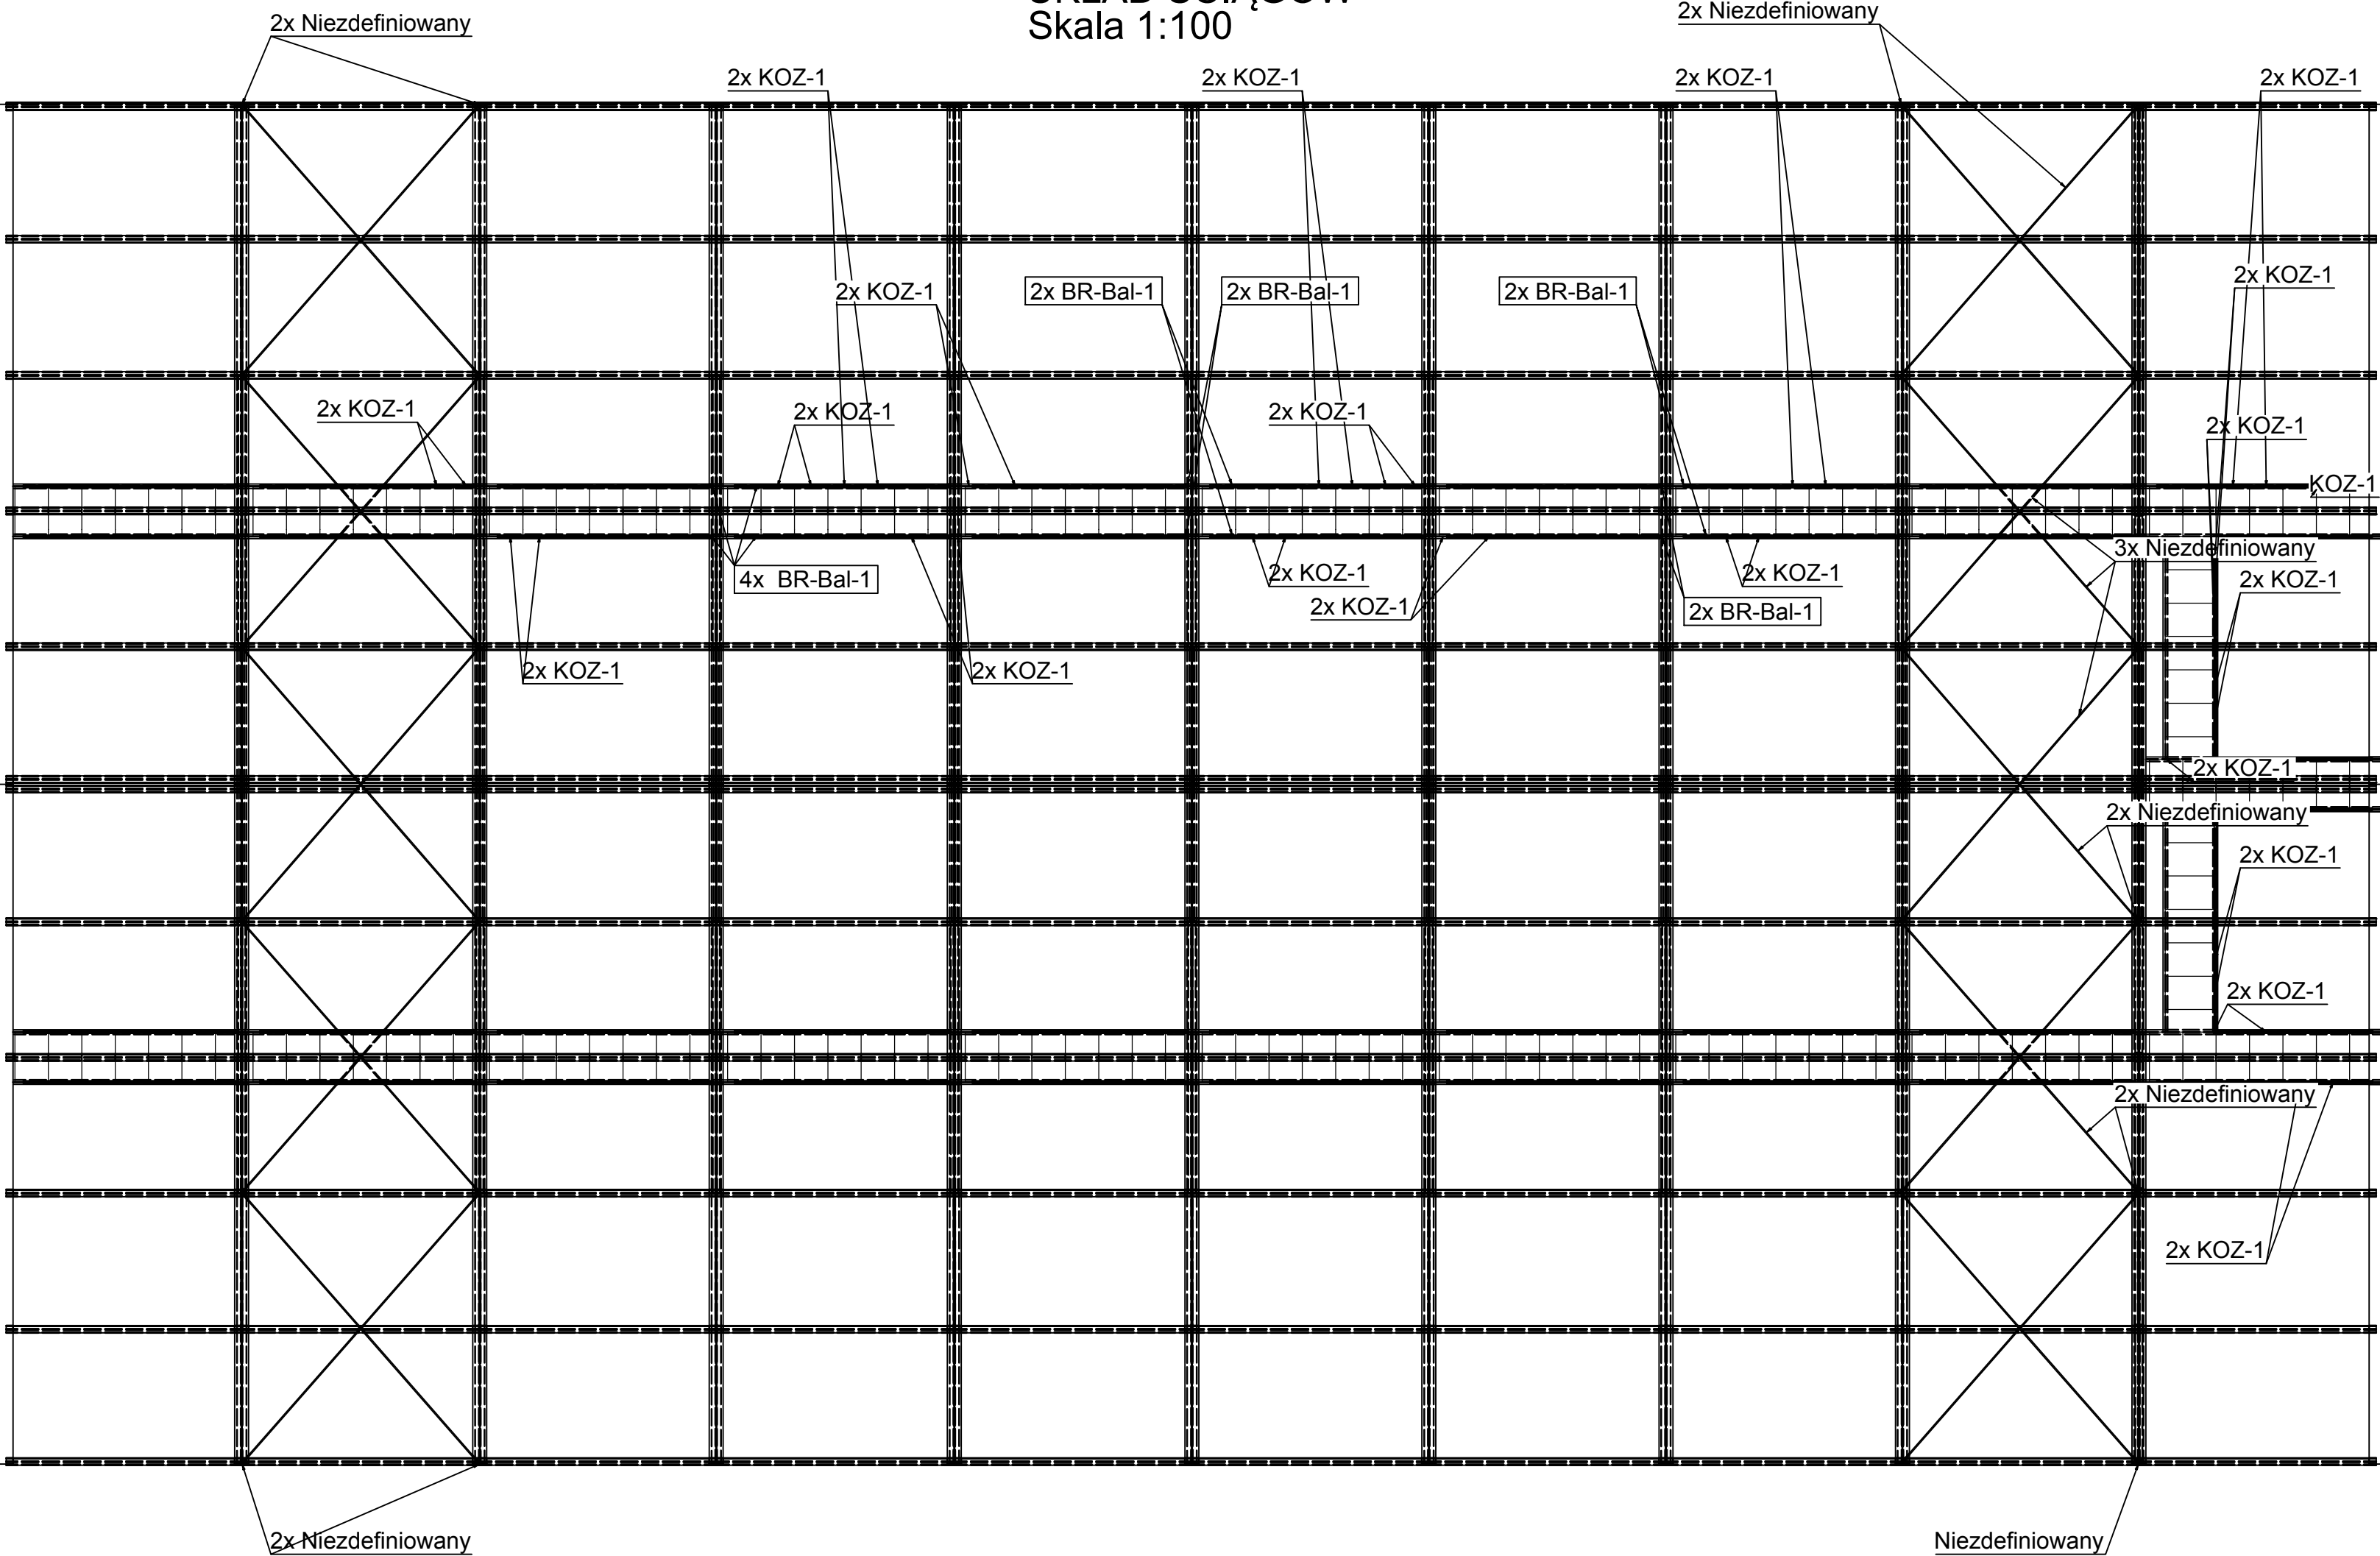 Skala 1:100
2x Niezdefiniowany
2x Niezdefiniowany
2x KOZ-1
2x KOZ-1
2x KOZ-1
2x KOZ-1
2x KOZ-1
2x KOZ-1
2x BR-Bal-1
2x BR-Bal-1
2x BR-Bal-1
2x KOZ-1
2x KOZ-1
2x KOZ-1
2x KOZ-1
KOZ-1
3x Niezdefiniowany
4x BR-Bal-1
2x KOZ-1
2x KOZ-1
2x KOZ-1
2x KOZ-1
2x BR-Bal-1
2x KOZ-1
2x KOZ-1
2x KOZ-1
2x Niezdefiniowany
2x KOZ-1
2x KOZ-1
2x Niezdefiniowany
2x KOZ-1
2x Niezdefiniowany
Niezdefiniowany